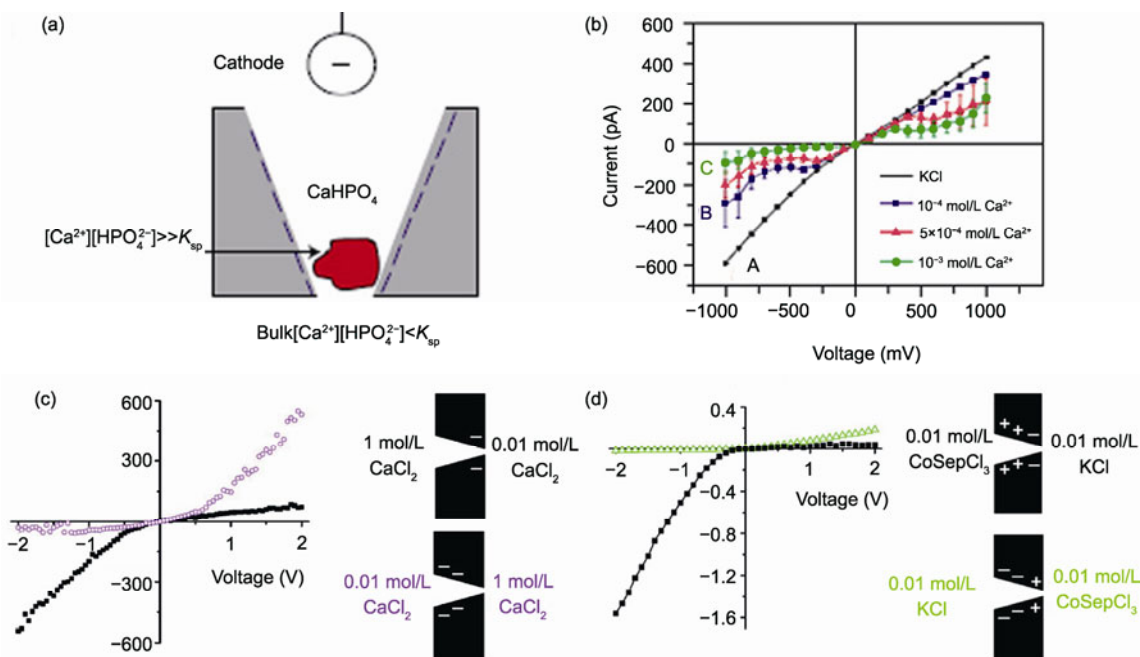 (a)
Cathode
−
CaHPO₄
[Ca²⁺][HPO₄²⁻]>>Kₛₚ
Bulk[Ca²⁺][HPO₄²⁻]<Kₛₚ
(b)
Current (pA)
600
400
200
0
−200
−400
−600
C
B
A
KCl
10⁻⁴ mol/L Ca²⁺
5×10⁻⁴ mol/L Ca²⁺
10⁻³ mol/L Ca²⁺
−1000 −500 0 500 1000
Voltage (mV)
(c)
600
300
−2 −1 1 2
Voltage (V)
−300
−600
1 mol/L
CaCl₂
−
−
0.01 mol/L
CaCl₂
0.01 mol/L
CaCl₂
− −
− −
1 mol/L
CaCl₂
(d)
0.4
−2 −1 1 2
Voltage (V)
−0.4
−0.8
−1.2
−1.6
0.01 mol/L
CoSepCl₃
+ + −
+ + −
0.01 mol/L
KCl
0.01 mol/L
KCl
− − +
− − +
0.01 mol/L
CoSepCl₃